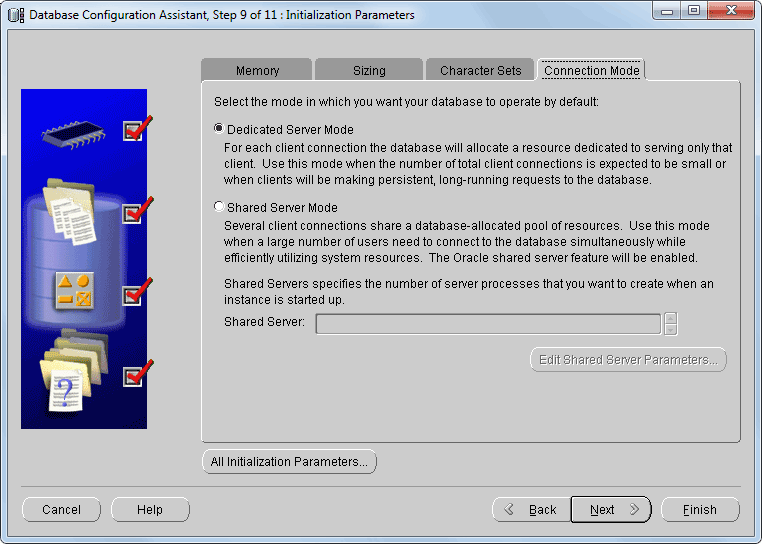 Database Configuration Assistant, Step 9 of 11 : Initialization Parameters
Memory
Sizing
Character Sets
Connection Mode
Select the mode in which you want your database to operate by default:
Dedicated Server Mode
For each client connection the database will allocate a resource dedicated to serving only that
client. Use this mode when the number of total client connections is expected to be small or
when clients will be making persistent, long-running requests to the database.
Shared Server Mode
Several client connections share a database-allocated pool of resources. Use this mode
when a large number of users need to connect to the database simultaneously while
efficiently utilizing system resources. The Oracle shared server feature will be enabled.
Shared Servers specifies the number of server processes that you want to create when an
instance is started up.
Shared Server:
Edit Shared Server Parameters...
?
All Initialization Parameters...
Cancel
Help
Back
Next
Finish